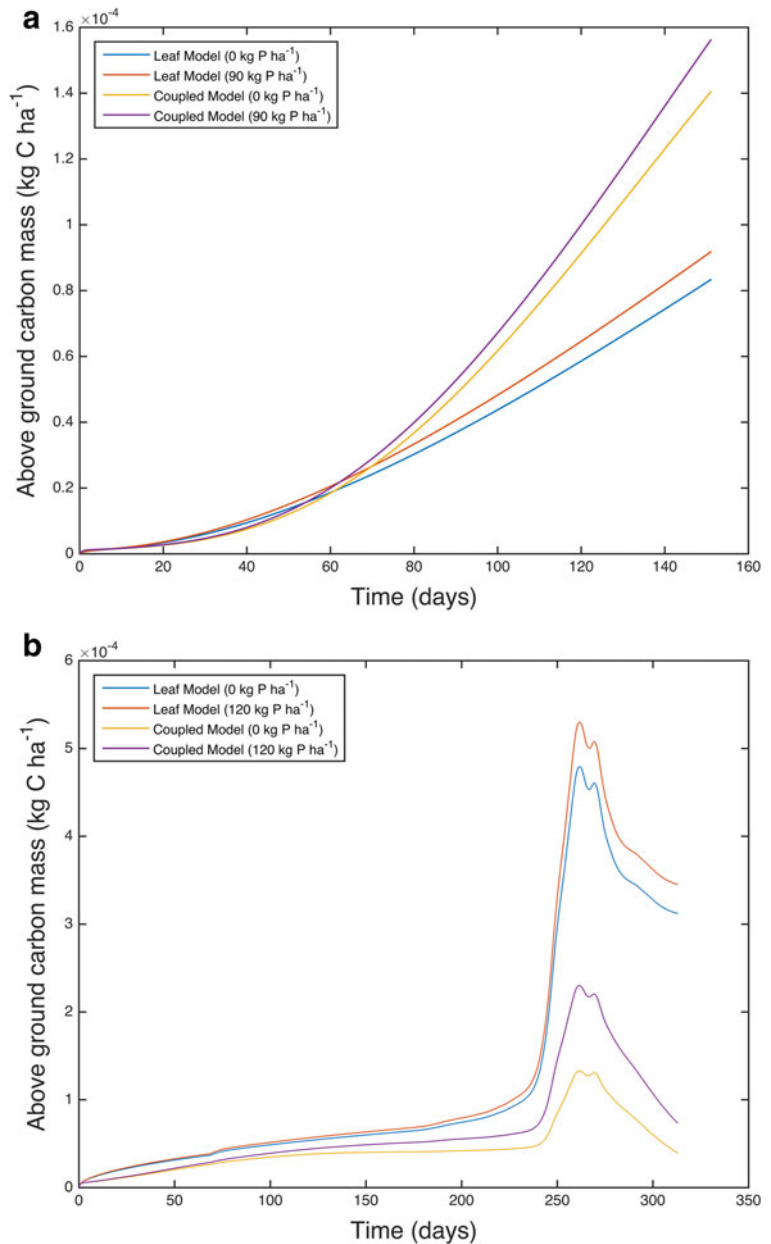 a
×10⁻⁴
1.6
1.4
1.2
1
0.8
0.6
0.4
0.2
0
Above ground carbon mass (kg C ha⁻¹)
Leaf Model (0 kg P ha⁻¹)
Leaf Model (90 kg P ha⁻¹)
Coupled Model (0 kg P ha⁻¹)
Coupled Model (90 kg P ha⁻¹)
0 20 40 60 80 100 120 140 160
Time (days)
b
×10⁻⁴
6
5
4
3
2
1
0
Above ground carbon mass (kg C ha⁻¹)
Leaf Model (0 kg P ha⁻¹)
Leaf Model (120 kg P ha⁻¹)
Coupled Model (0 kg P ha⁻¹)
Coupled Model (120 kg P ha⁻¹)
0 50 100 150 200 250 300 350
Time (days)